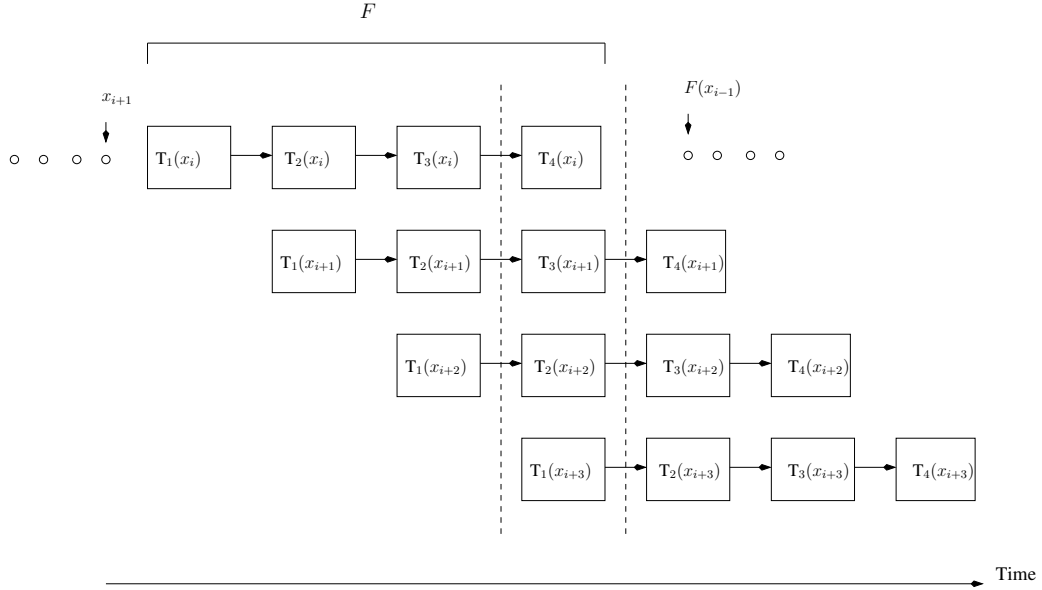 F
x_{i+1}
F(x_{i−1})
T_1(x_i) T_2(x_i) T_3(x_i) T_4(x_i)
T_1(x_{i+1}) T_2(x_{i+1}) T_3(x_{i+1}) T_4(x_{i+1})
T_1(x_{i+2}) T_2(x_{i+2}) T_3(x_{i+2}) T_4(x_{i+2})
T_1(x_{i+3}) T_2(x_{i+3}) T_3(x_{i+3}) T_4(x_{i+3})
Time